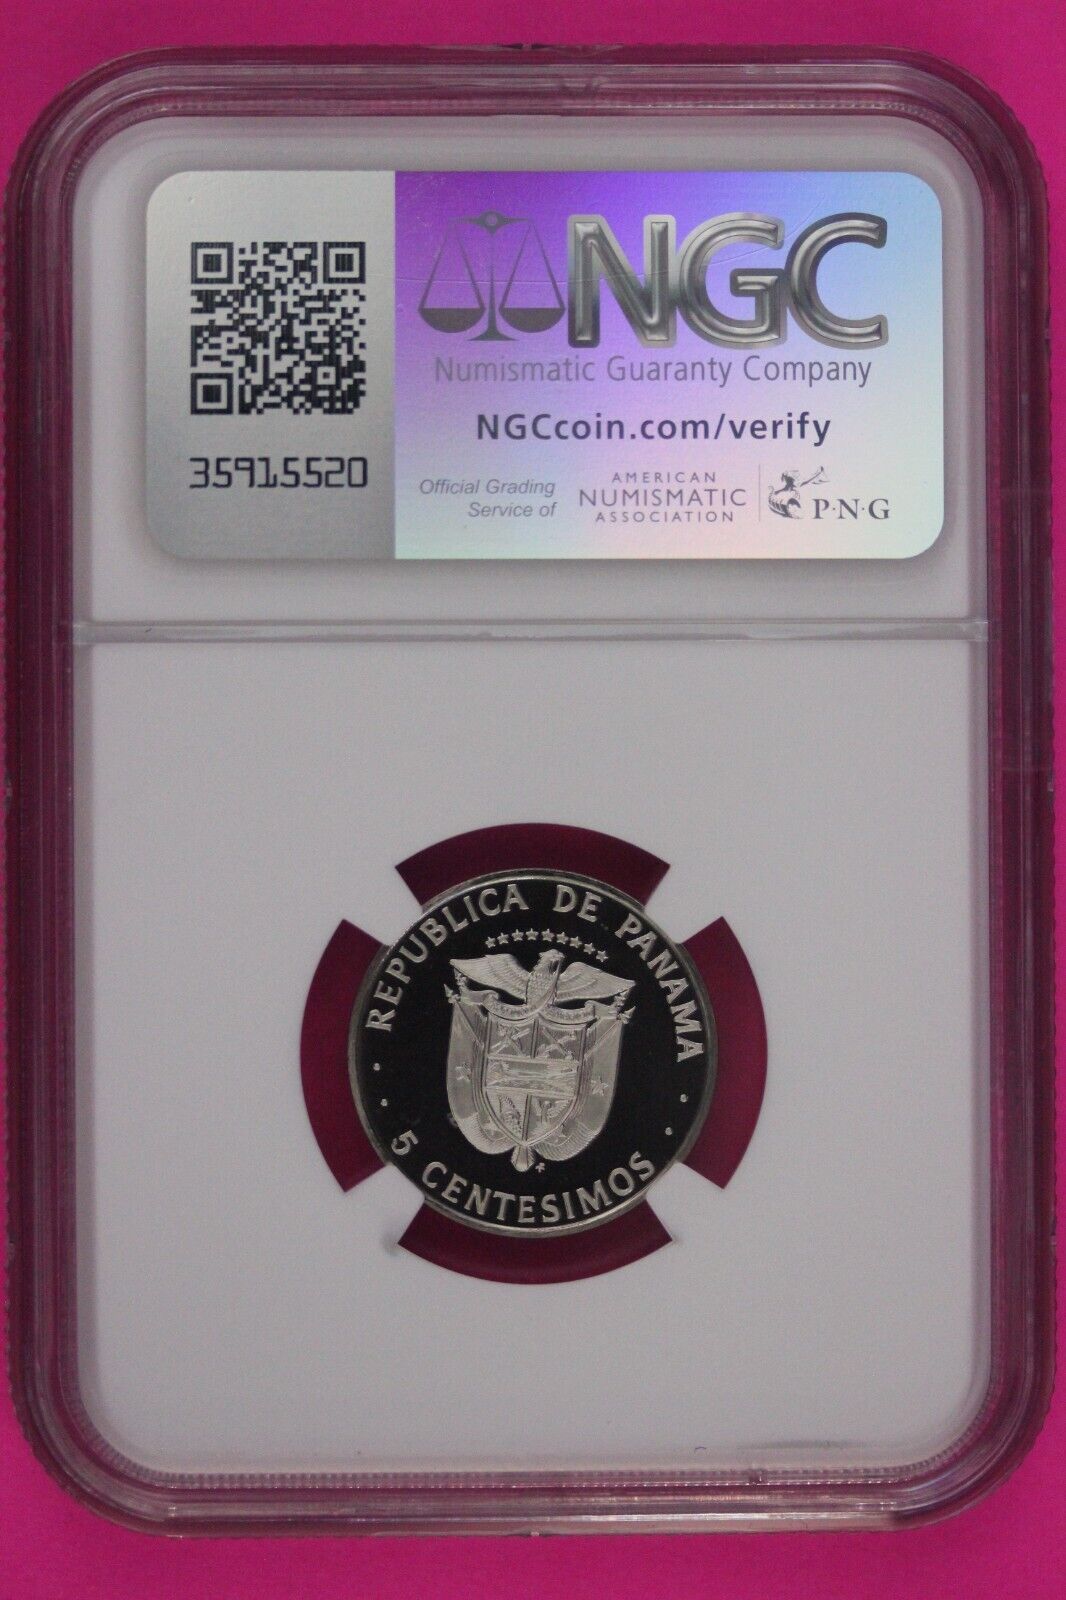 NGC
Numismatic Guaranty Company
NGCcoin.com/verify
35915520
Official Grading
Service of
AMERICAN
NUMISMATIC
ASSOCIATION
P·N·G
REPUBLICA DE PANAMA
5 CENTESIMOS